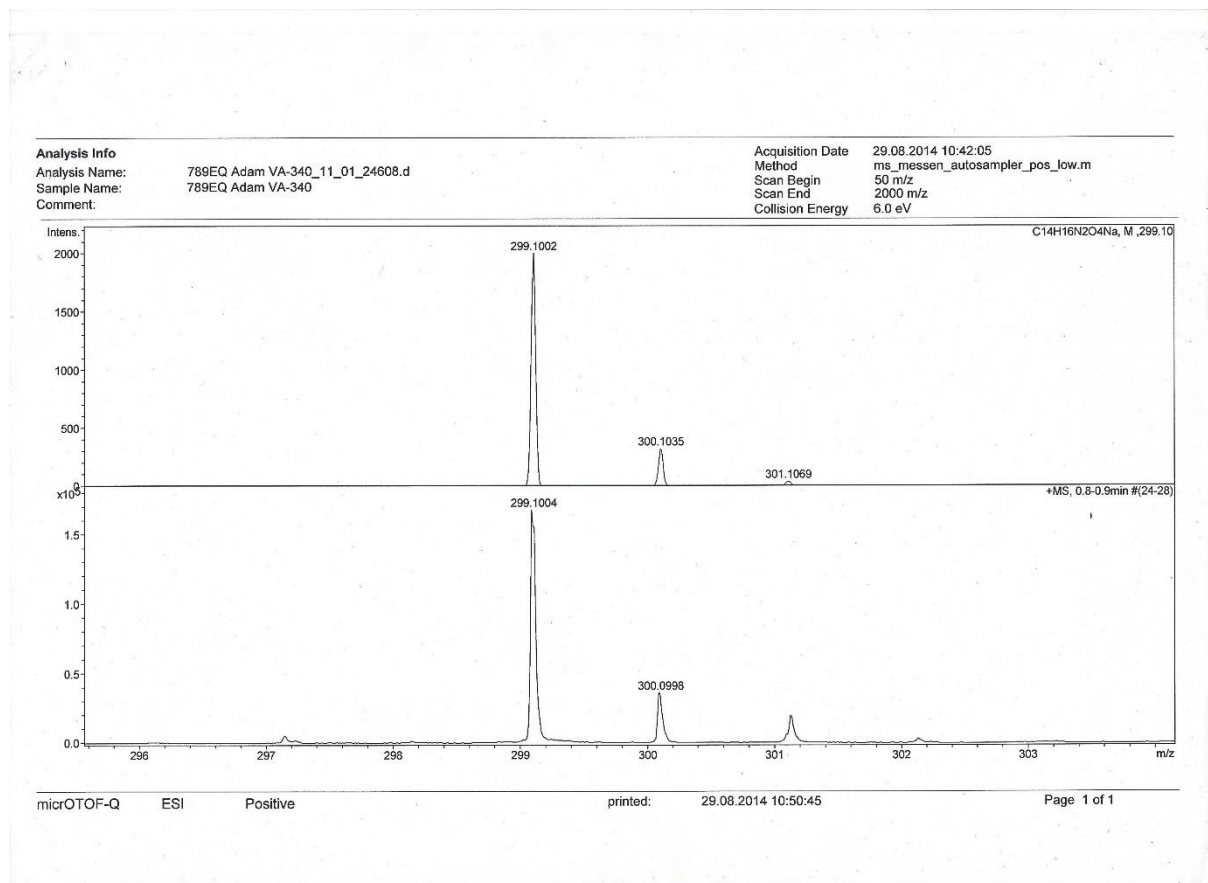 Analysis Info
Analysis Name: 789EQ Adam VA-340_11_01_24608.d
Sample Name: 789EQ Adam VA-340
Comment:
Acquisition Date 29.08.2014 10:42:05
Method ms_messen_autosampler_pos_low.m
Scan Begin 50 m/z
Scan End 2000 m/z
Collision Energy 6.0 eV
Intens.
C14H16N2O4Na, M ,299.10
2000
1500
1000
500
0
299.1002
300.1035
301.1069
x10⁵
+MS, 0.8-0.9min #(24-28)
1.5
1.0
0.5
0.0
299.1004
300.0998
296 297 298 299 300 301 302 303 m/z
micrOTOF-Q ESI Positive printed: 29.08.2014 10:50:45 Page 1 of 1